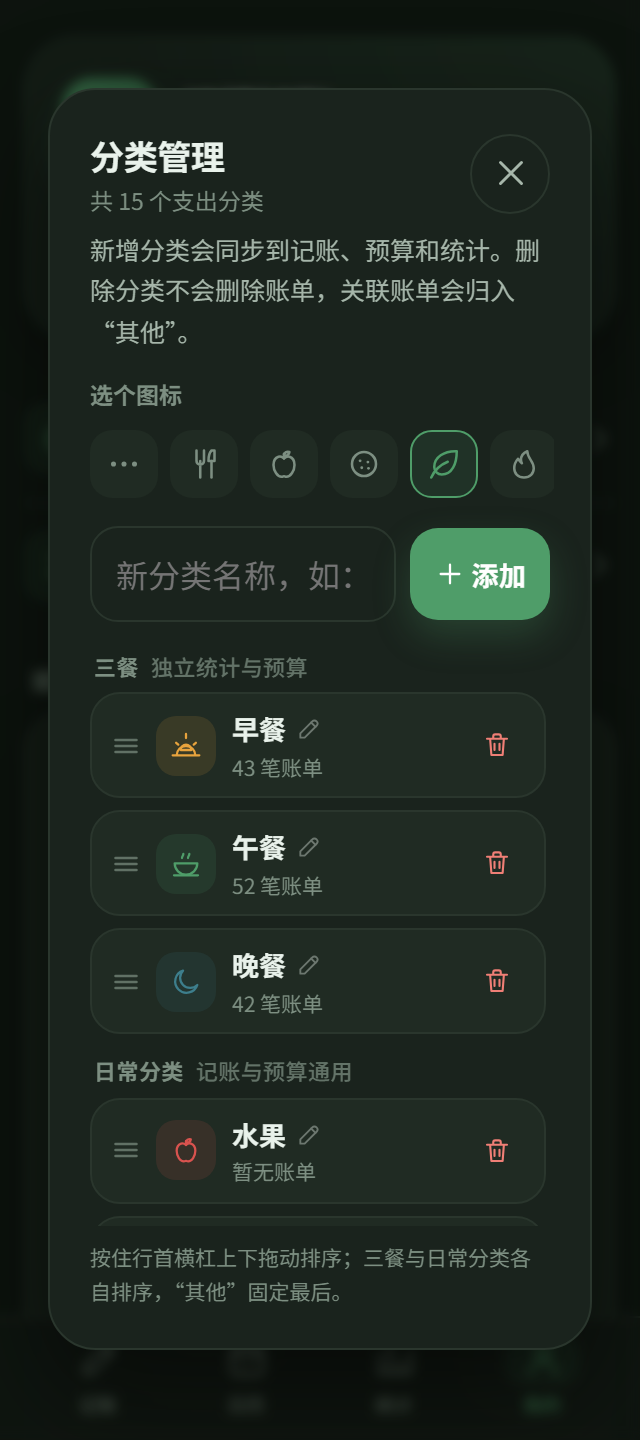 分类管理
共 15 个支出分类
新增分类会同步到记账、预算和统计。删
除分类不会删除账单，关联账单会归入
“其他”。
选个图标
新分类名称，如：
添加
三餐 独立统计与预算
早餐
43 笔账单
午餐
52 笔账单
晚餐
42 笔账单
日常分类 记账与预算通用
水果
暂无账单
按住行首横杠上下拖动排序；三餐与日常分类各
自排序，“其他”固定最后。